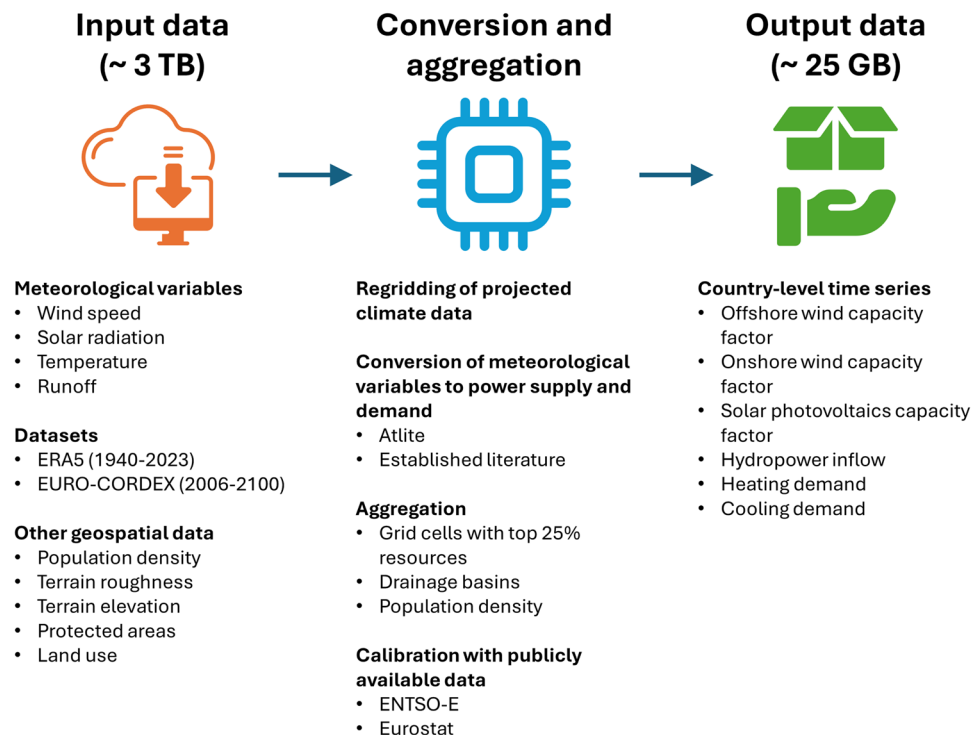 Input data
(~ 3 TB)
Meteorological variables
• Wind speed
• Solar radiation
• Temperature
• Runoff
Datasets
• ERA5 (1940-2023)
• EURO-CORDEX (2006-2100)
Other geospatial data
• Population density
• Terrain roughness
• Terrain elevation
• Protected areas
• Land use
Conversion and
aggregation
Regridding of projected
climate data
Conversion of meteorological
variables to power supply and
demand
• Atlite
• Established literature
Aggregation
• Grid cells with top 25%
resources
• Drainage basins
• Population density
Calibration with publicly
available data
• ENTSO-E
• Eurostat
Output data
(~ 25 GB)
Country-level time series
• Offshore wind capacity
factor
• Onshore wind capacity
factor
• Solar photovoltaics capacity
factor
• Hydropower inflow
• Heating demand
• Cooling demand